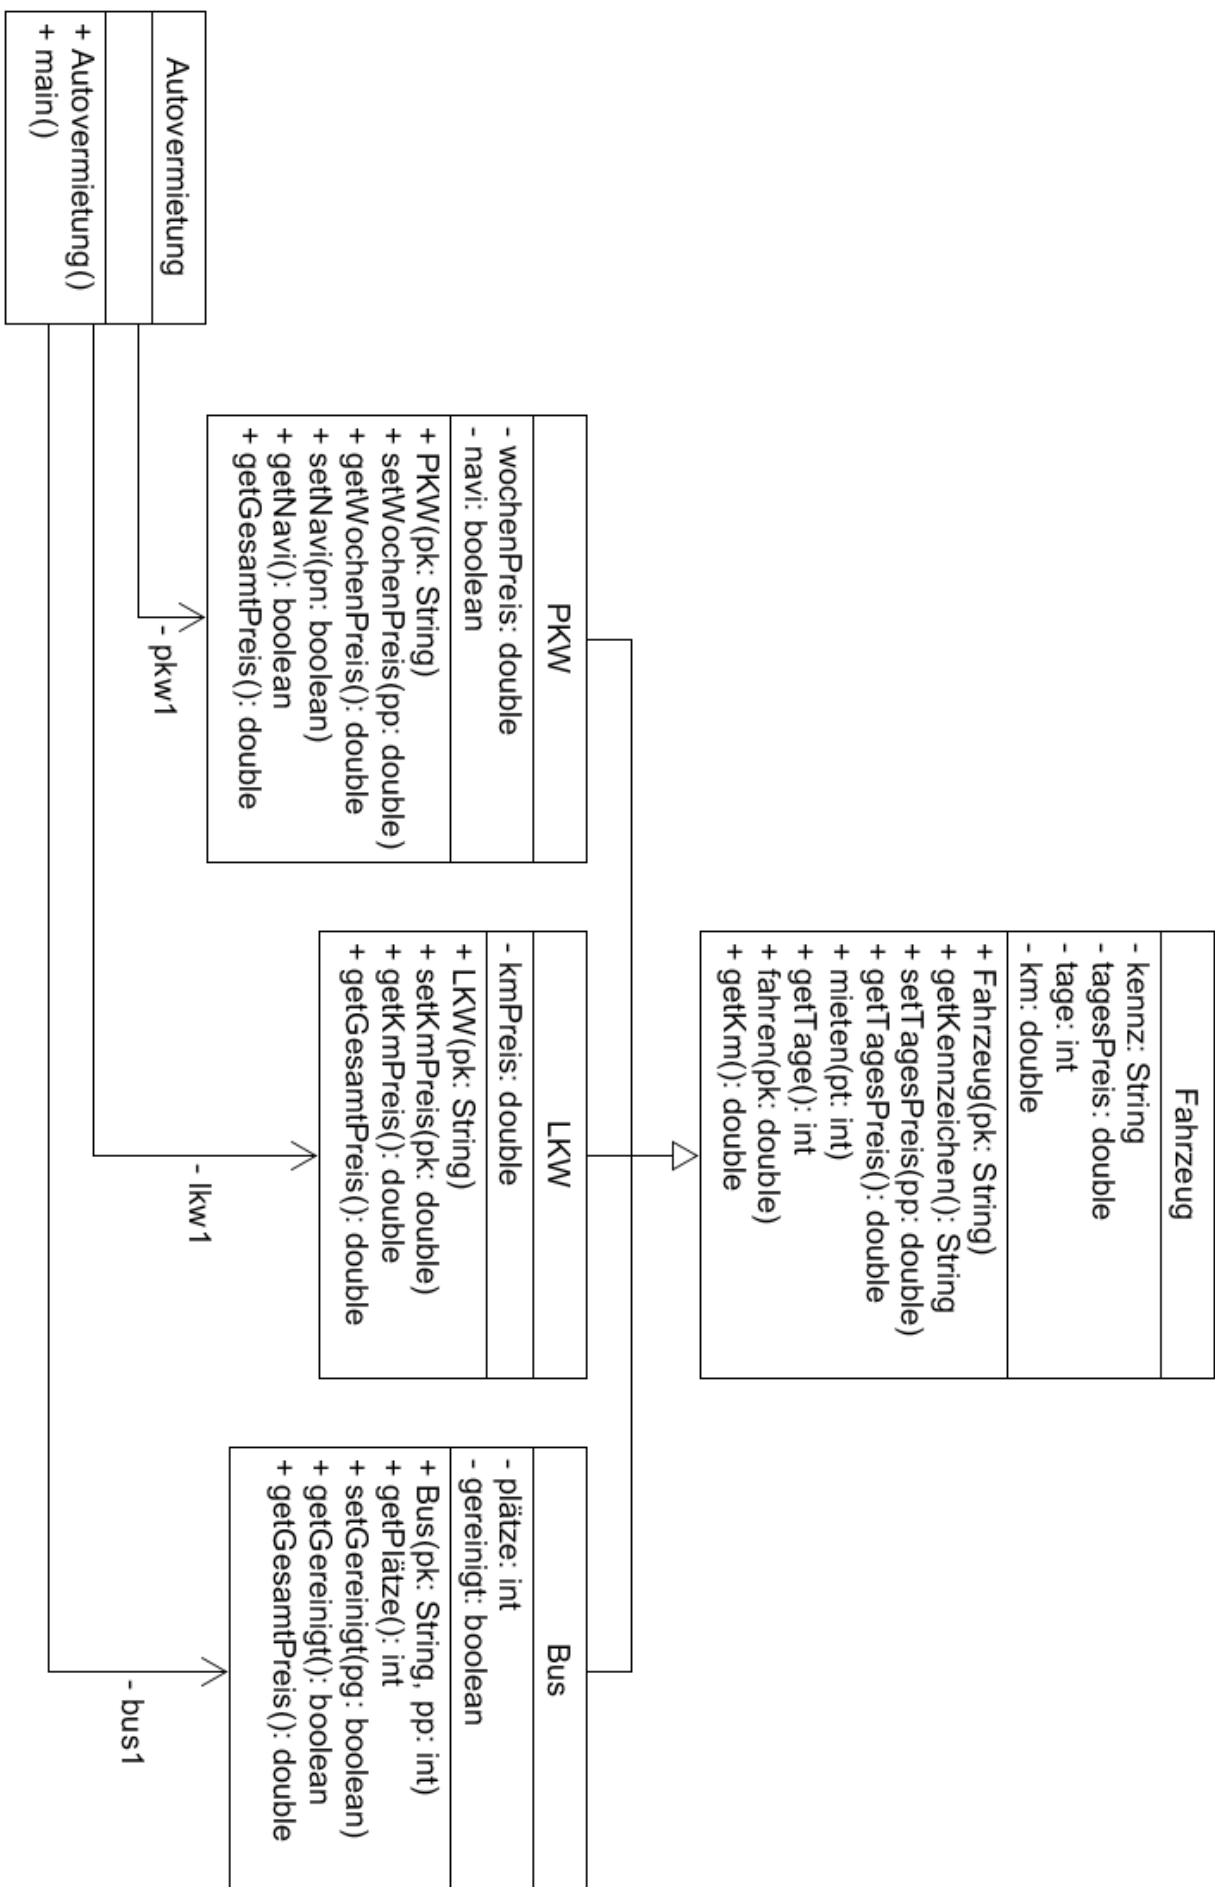 Fahrzeug
- kennz: String
- tagesPreis: double
- tage: int
- km: double
+ Fahrzeug(pk: String)
+ getKennzeichen(): String
+ setTagesPreis(pp: double)
+ getTagesPreis(): double
+ mieten(pt: int)
+ getTage(): int
+ fahren(pk: double)
+ getKm(): double
PKW
- wochenPreis: double
- navi: boolean
+ PKW(pk: String)
+ setWochenPreis(pp: double)
+ getWochenPreis(): double
+ setNavi(pn: boolean)
+ getNavi(): boolean
+ getGesamtPreis(): double
LKW
- kmPreis: double
+ LKW(pk: String)
+ setKmPreis(pk: double)
+ getKmPreis(): double
+ getGesamtPreis(): double
Bus
- plätze: int
- gereinigt: boolean
+ Bus(pk: String, pp: int)
+ getPlätze(): int
+ setGereinigt(pg: boolean)
+ getGereinigt(): boolean
+ getGesamtPreis(): double
- pkw1
- lkw1
- bus1
Autovermietung
+ Autovermietung()
+ main()